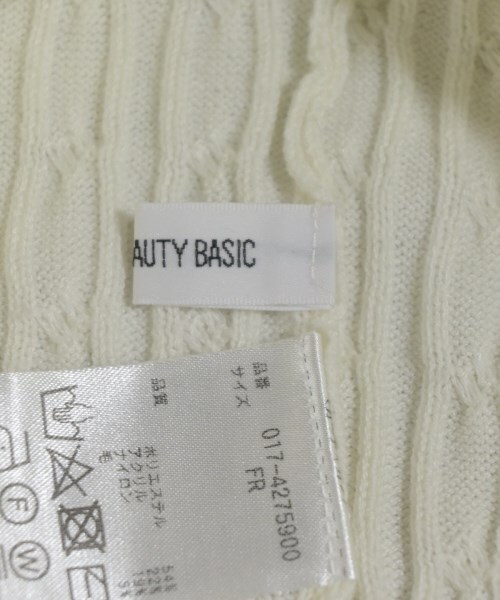 AUTY BASIC
品番 017-4275900
サイズ FR
品質
ポリエステル
アクリル
ナイロン
毛
F
W